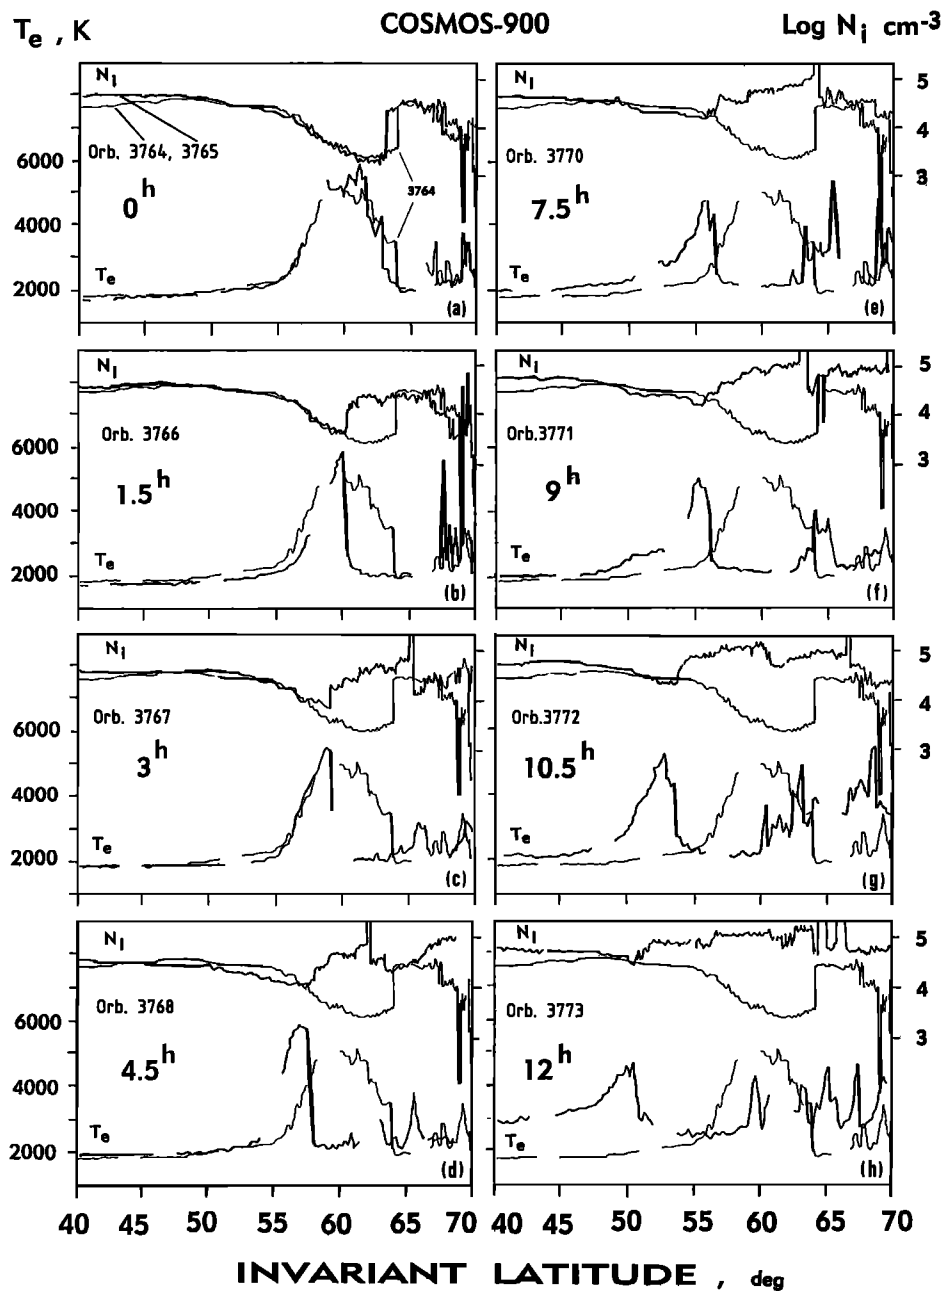 Te , K COSMOS-900 Log Ni cm-3
Ni
5
4
3
Orb. 3764, 3765
6000
3764
0h
4000
Te
2000
(a)
Ni
5
4
3
Orb. 3770
7.5h
Te
(e)
Ni
Orb. 3766
6000
1.5h
4000
Te
2000
(b)
Ni
5
4
3
Orb.3771
9h
Te
(f)
Ni
Orb. 3767
6000
3h
4000
Te
2000
(c)
Ni
5
4
3
Orb.3772
10.5h
Te
(g)
Ni
Orb. 3768
6000
4.5h
4000
Te
2000
(d)
Ni
5
4
3
Orb. 3773
12h
Te
(h)
40 45 50 55 60 65 70 40 45 50 55 60 65 70
INVARIANT LATITUDE , deg